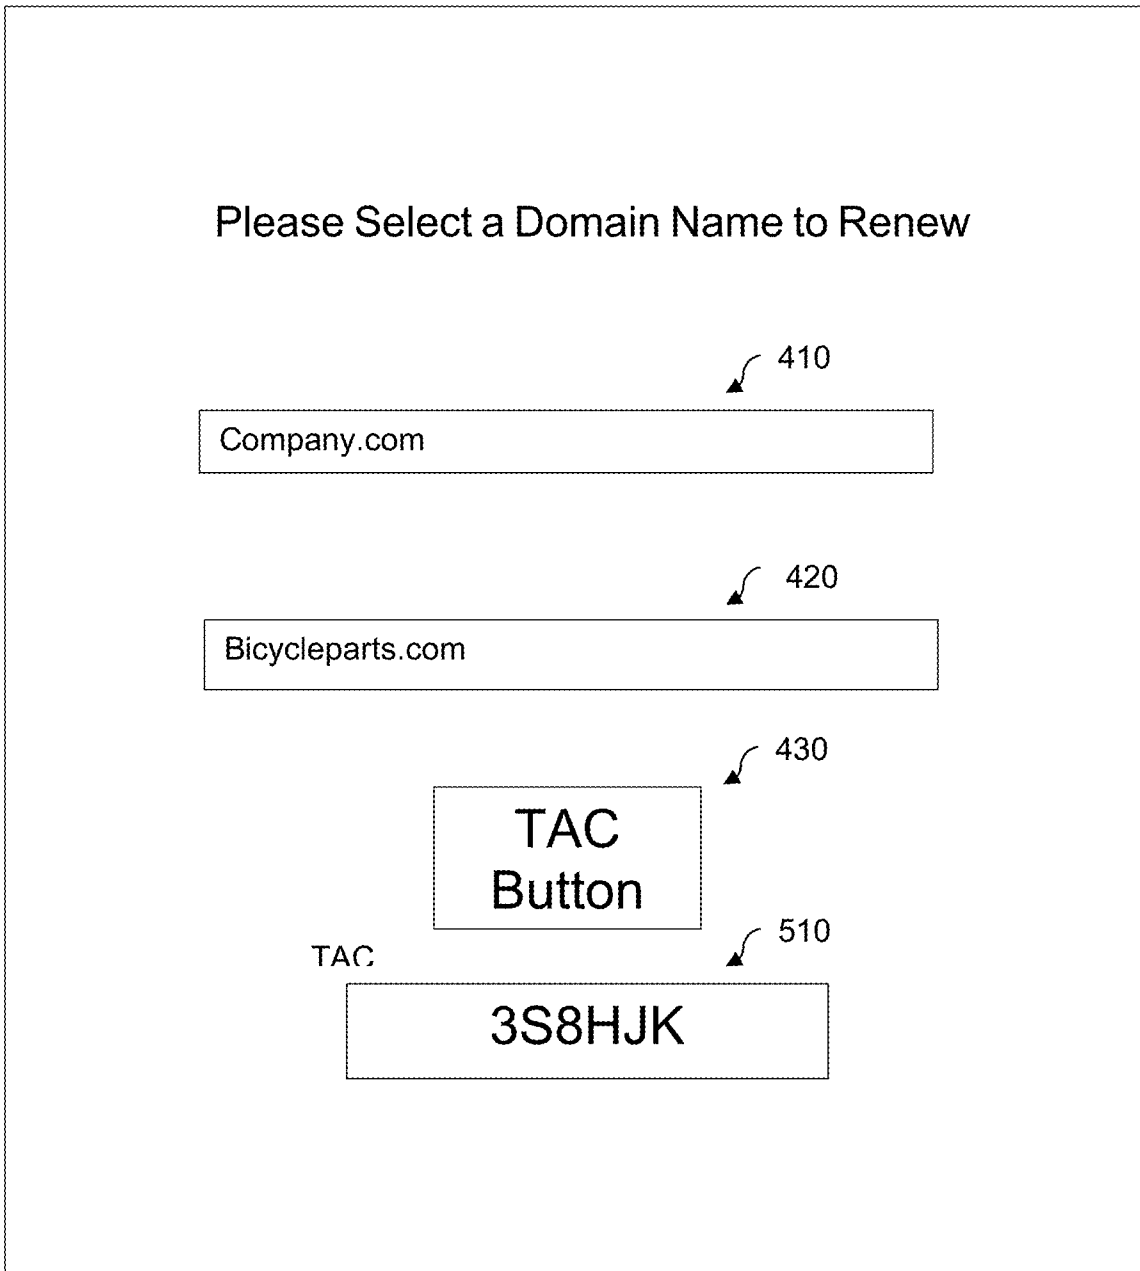 Please Select a Domain Name to Renew
410
Company.com
420
Bicycleparts.com
430
TAC
Button
510
TAC
3S8HJK